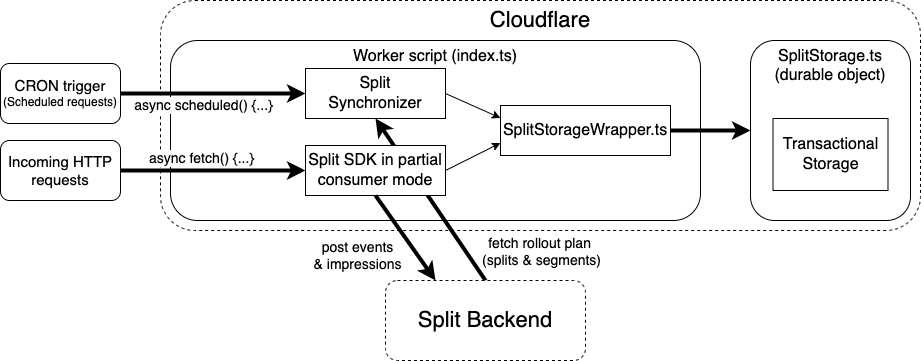 Cloudflare
Worker script (index.ts)
SplitStorage.ts
(durable object)
CRON trigger
(Scheduled requests)
async scheduled() {...}
Split
Synchronizer
SplitStorageWrapper.ts
Transactional
Storage
Incoming HTTP
requests
async fetch() {...}
Split SDK in partial
consumer mode
post events
& impressions
fetch rollout plan
(splits & segments)
Split Backend